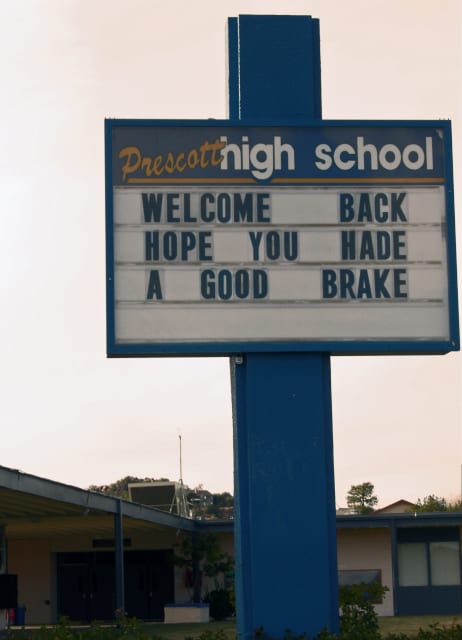 Prescott high school
WELCOME BACK
HOPE YOU HADE
A GOOD BRAKE